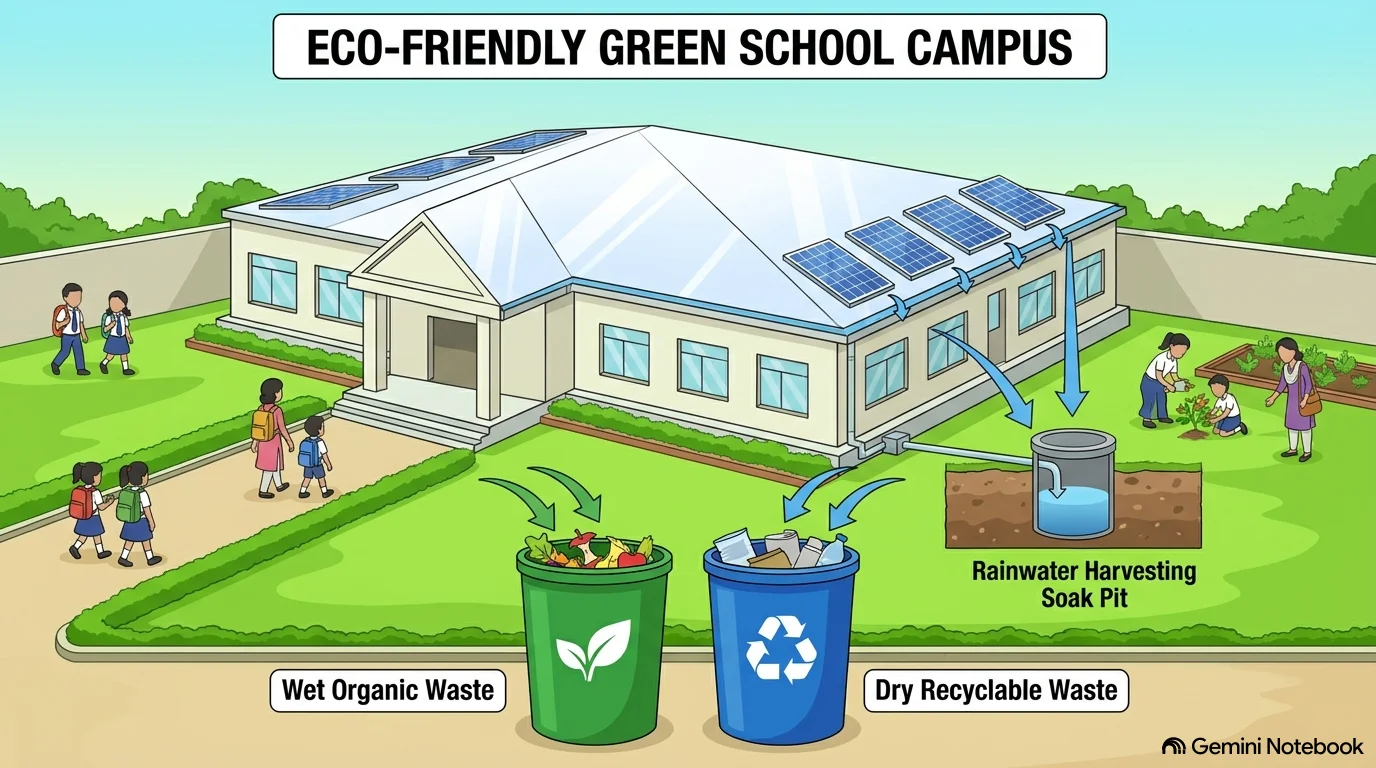 ECO-FRIENDLY GREEN SCHOOL CAMPUS
Rainwater Harvesting
Soak Pit
Wet Organic Waste
Dry Recyclable Waste
Gemini Notebook